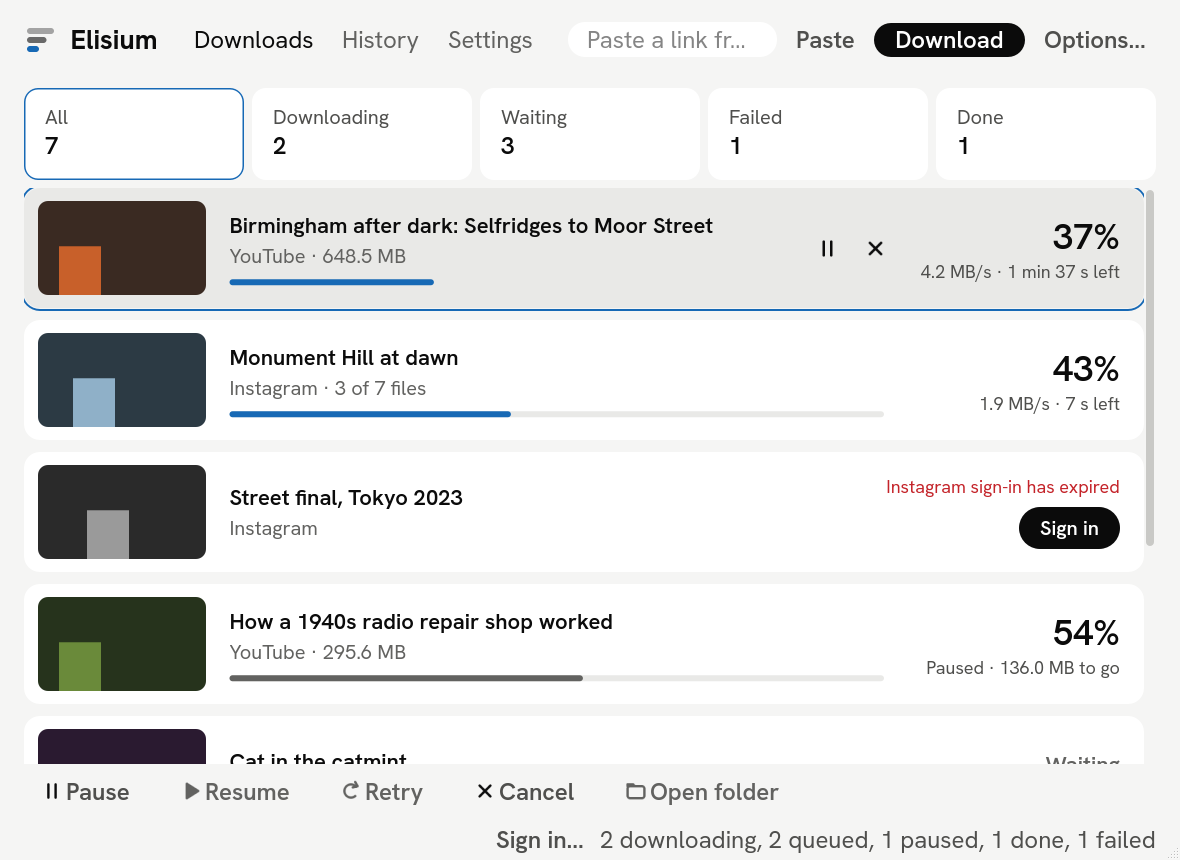 Elisium Downloads History Settings Paste a link fr... Paste Download Options...
All Downloading Waiting Failed Done
7 2 3 1 1
Birmingham after dark: Selfridges to Moor Street
YouTube · 648.5 MB
37%
4.2 MB/s · 1 min 37 s left
Monument Hill at dawn
Instagram · 3 of 7 files
43%
1.9 MB/s · 7 s left
Street final, Tokyo 2023
Instagram
Instagram sign-in has expired
Sign in
How a 1940s radio repair shop worked
YouTube · 295.6 MB
54%
Paused · 136.0 MB to go
Cat in the catmint
Waiting
Pause Resume Retry Cancel Open folder
Sign in... 2 downloading, 2 queued, 1 paused, 1 done, 1 failed